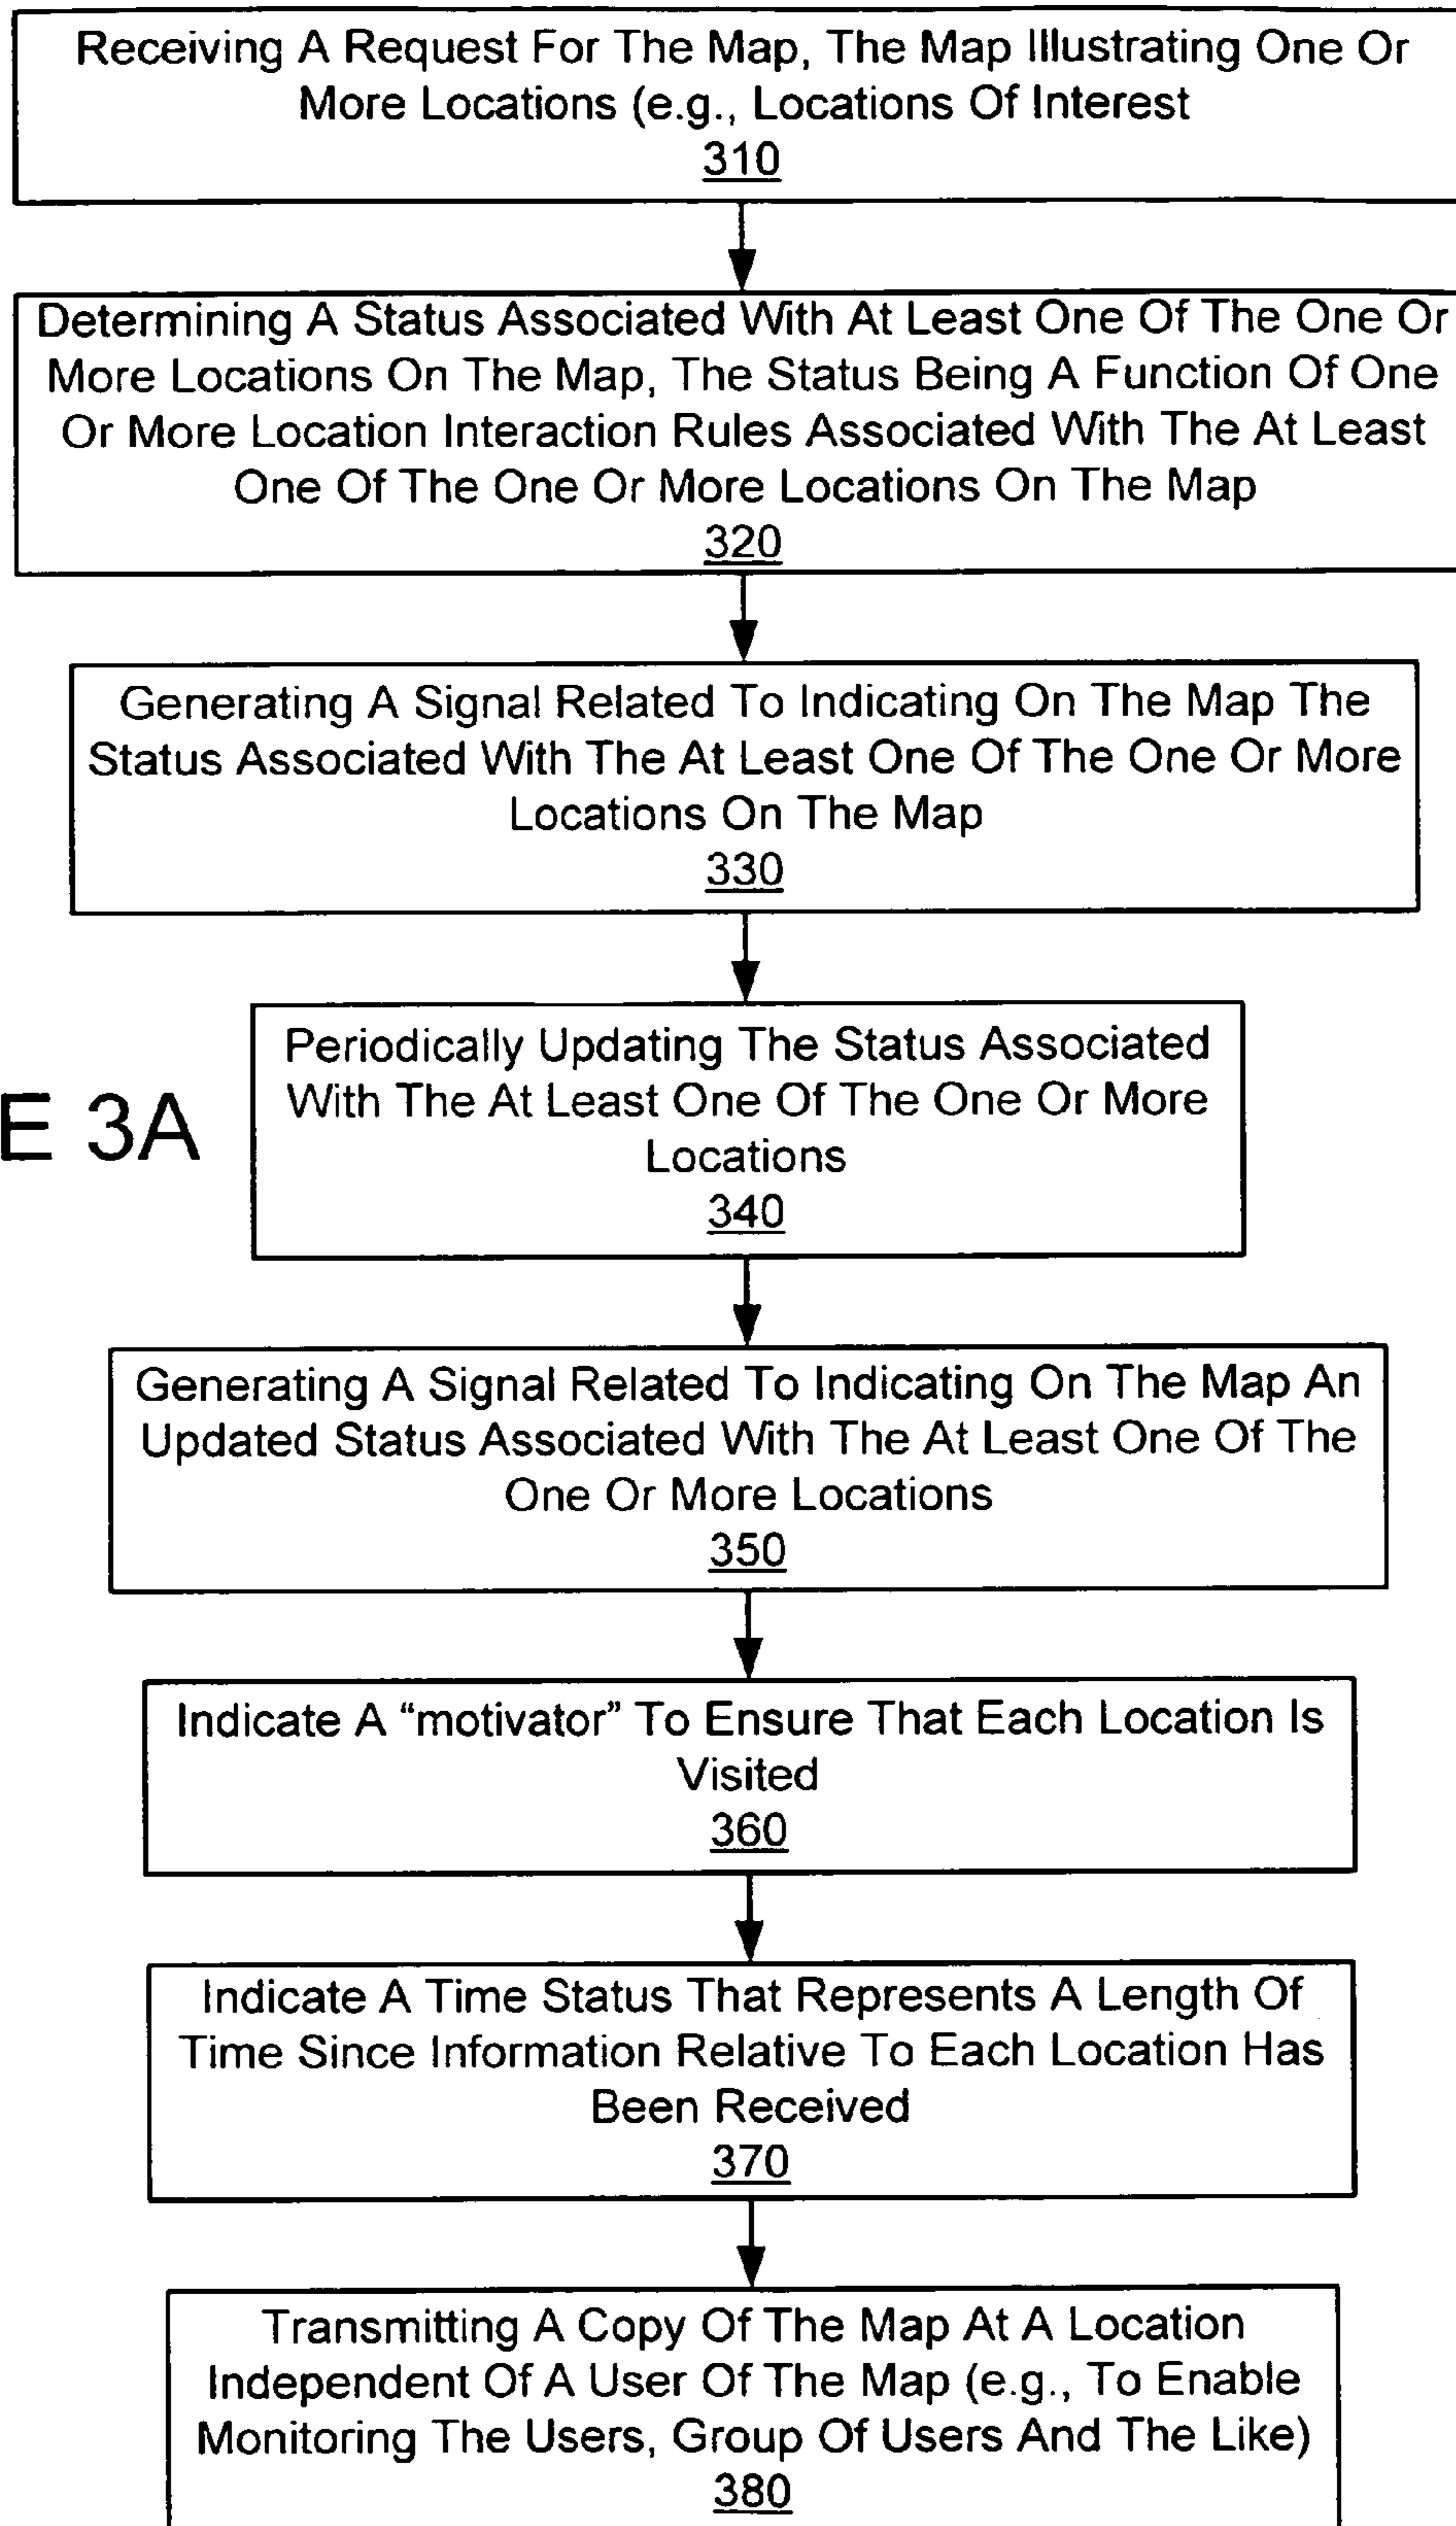 Receiving A Request For The Map, The Map Illustrating One Or
More Locations (e.g., Locations Of Interest
310
Determining A Status Associated With At Least One Of The One Or
More Locations On The Map, The Status Being A Function Of One
Or More Location Interaction Rules Associated With The At Least
One Of The One Or More Locations On The Map
320
Generating A Signal Related To Indicating On The Map The
Status Associated With The At Least One Of The One Or More
Locations On The Map
330
E 3A
Periodically Updating The Status Associated
With The At Least One Of The One Or More
Locations
340
Generating A Signal Related To Indicating On The Map An
Updated Status Associated With The At Least One Of The
One Or More Locations
350
Indicate A “motivator” To Ensure That Each Location Is
Visited
360
Indicate A Time Status That Represents A Length Of
Time Since Information Relative To Each Location Has
Been Received
370
Transmitting A Copy Of The Map At A Location
Independent Of A User Of The Map (e.g., To Enable
Monitoring The Users, Group Of Users And The Like)
380